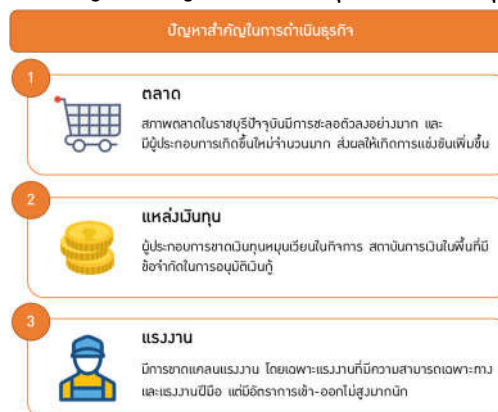 ปัญหาสำคัญในการดำเนินธุรกิจ
1
ตลาด
สภาพตลาดในราชบุรีปัจจุบันมีการชะลอตัวลงอย่างมาก และ
มีผู้ประกอบการเกิดขึ้นใหม่จำนวนมาก ส่งผลให้เกิดการแข่งขันเพิ่มขึ้น
2
แหล่งเงินทุน
ผู้ประกอบการขาดเงินทุนหมุนเวียนในกิจการ สถาบันการเงินในพื้นที่มี
ข้อจำกัดในการอนุมัติเงินกู้
3
แรงงาน
มีการขาดแคลนแรงงาน โดยเฉพาะแรงงานที่มีความสามารถเฉพาะทาง
และแรงงานฝีมือ แต่มีอัตราการเข้า-ออกไม่สูงมากนัก